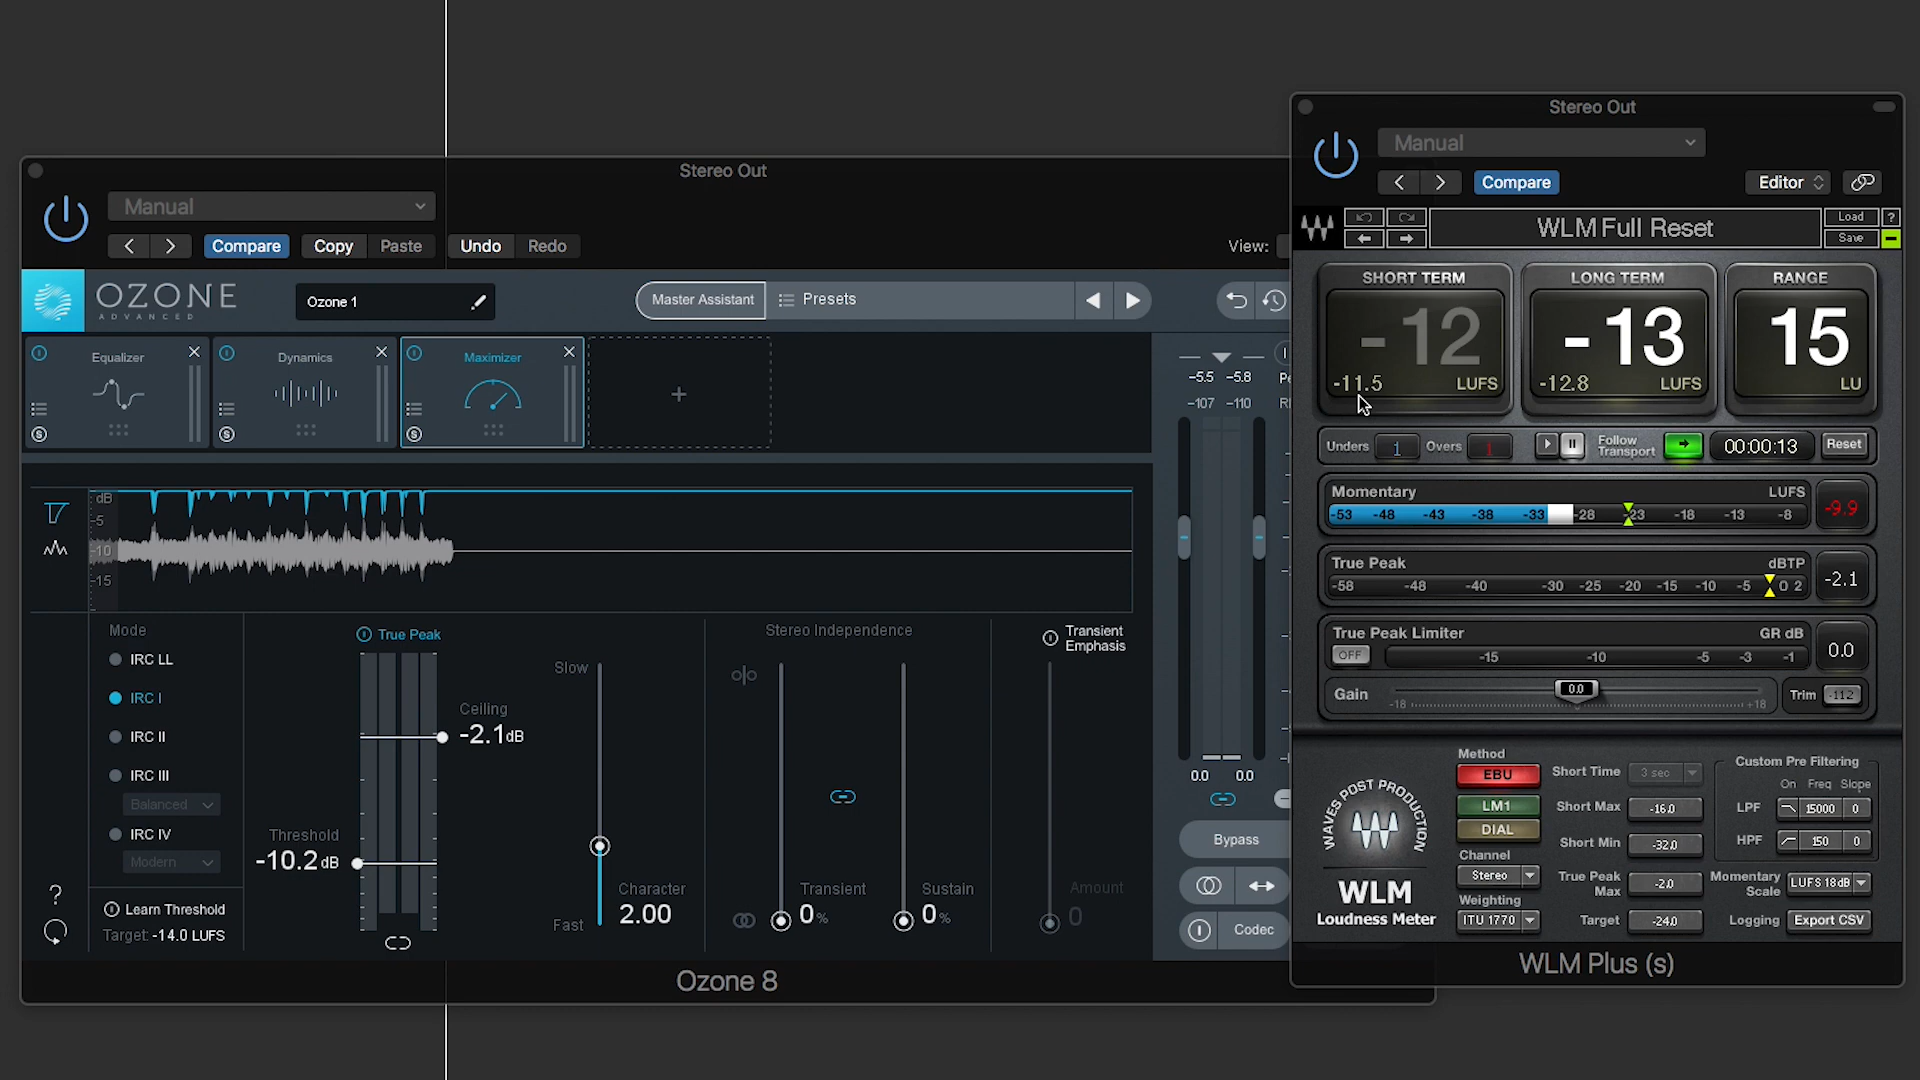 Stereo Out
Manual
Compare
Copy
Paste
Undo
Redo
View:
OZONE
ADVANCED
Ozone 1
Master Assistant
Presets
Equalizer
Dynamics
Maximizer
S
S
S
+
-5.5 -5.8
-107 -110
dB
-5
-10
-15
Mode
IRC LL
IRC I
IRC II
IRC III
Balanced
IRC IV
Modern
Learn Threshold
Target: -14.0 LUFS
?
True Peak
Ceiling
-2.1dB
Threshold
-10.2dB
Slow
Fast
Character
2.00
Stereo Independence
Transient
0%
Sustain
0%
Transient
Emphasis
Amount
0
0.0 0.0
Bypass
Codec
Ozone 8
Stereo Out
Manual
Compare
Editor
WLM Full Reset
Load
?
Save
SHORT TERM
-12
-11.5 LUFS
LONG TERM
-13
-12.8 LUFS
RANGE
15
LU
Unders 1 Overs 1
Follow
Transport
00:00:13
Reset
Momentary LUFS
-53 -48 -43 -38 -33 -28 -23 -18 -13 -8
-9.9
True Peak dBTP
-58 -48 -40 -30 -25 -20 -15 -10 -5 0 2
-2.1
True Peak Limiter GR dB
OFF
-15 -10 -5 -3 -1
0.0
Gain
-18 0.0 +18
Trim -112
WAVES POST PRODUCTION
WLM
Loudness Meter
Method
EBU
LM1
DIAL
Channel
Stereo
Weighting
ITU 1770
Short Time 3 sec
Short Max -16.0
Short Min -32.0
True Peak
Max
-2.0
Target -24.0
Custom Pre Filtering
On Freq Slope
LPF 15000 0
HPF 150 0
Momentary
Scale
LUFS 18dB
Logging Export CSV
WLM Plus (s)